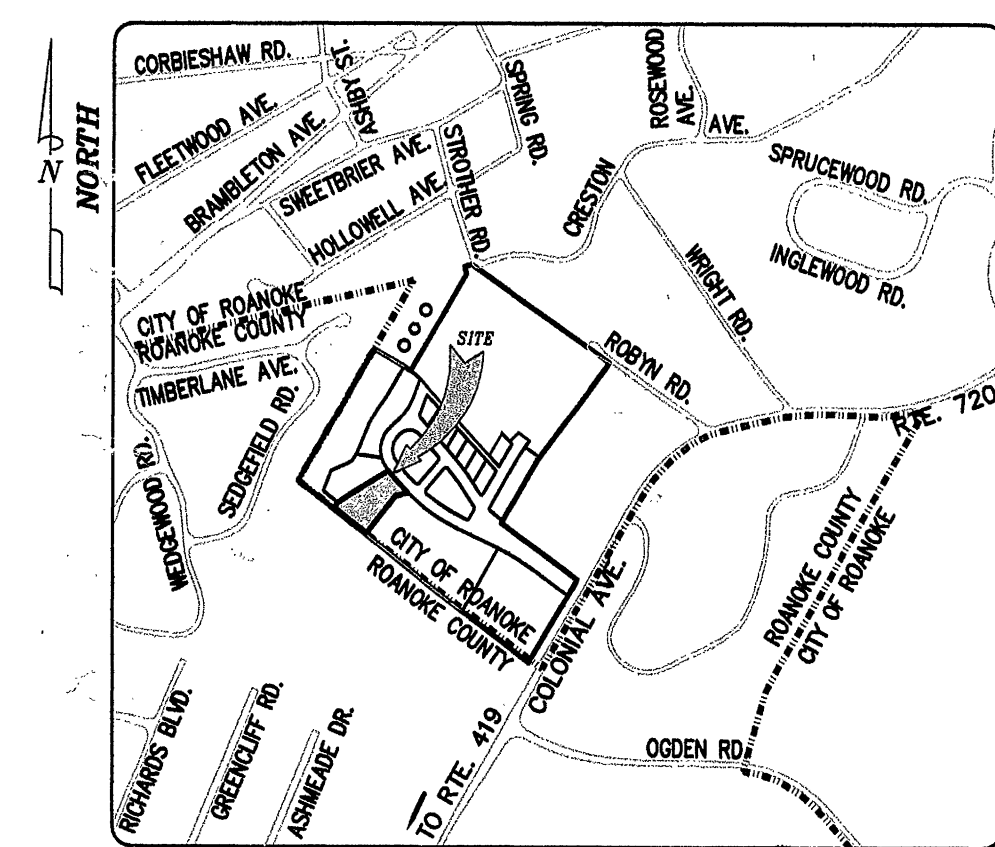 CORBIESHAW RD.
ASHBY ST.
SPRING RD.
ROSEWOOD
AVE.
AVE.
FLEETWOOD AVE.
BRAMBLETON AVE.
SWEETBRIER AVE.
STROTHER RD.
HOLLOWELL AVE.
CRESTON
SPRUCEWOOD RD.
INGLEWOOD RD.
WRIGHT RD.
N
NORTH
CITY OF ROANOKE
ROANOKE COUNTY
TIMBERLANE AVE.
SITE
ROBYN RD.
RTE. 720
SEDGEFIELD RD.
WEDGEWOOD RD.
CITY OF ROANOKE
ROANOKE COUNTY
ROANOKE COUNTY
CITY OF ROANOKE
COLONIAL AVE.
RICHARDS BLVD.
GREENCLIFF RD.
ASHMEADE DR.
TO RTE. 419
OGDEN RD.